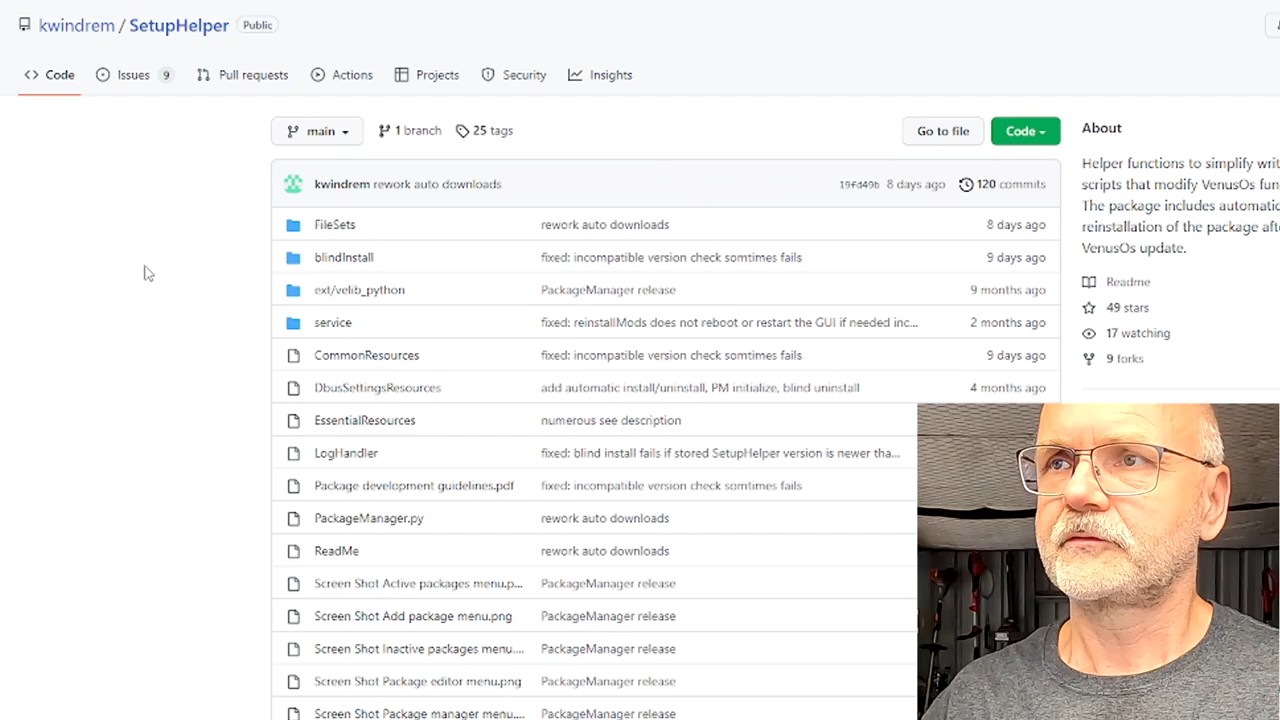 kwindrem / SetupHelper Public
Code Issues 9 Pull requests Actions Projects Security Insights
main 1 branch 25 tags Go to file Code
kwindrem rework auto downloads 19fd49b 8 days ago 120 commits
FileSets rework auto downloads 8 days ago
blindInstall fixed: incompatible version check somtimes fails 9 days ago
ext/velib_python PackageManager release 9 months ago
service fixed: reinstallMods does not reboot or restart the GUI if needed inc... 2 months ago
CommonResources fixed: incompatible version check somtimes fails 9 days ago
DbusSettingsResources add automatic install/uninstall, PM initialize, blind uninstall 4 months ago
EssentialResources numerous see description
LogHandler fixed: blind install fails if stored SetupHelper version is newer tha...
Package development guidelines.pdf fixed: incompatible version check somtimes fails
PackageManager.py rework auto downloads
ReadMe rework auto downloads
Screen Shot Active packages menu.p... PackageManager release
Screen Shot Add package menu.png PackageManager release
Screen Shot Inactive packages menu.... PackageManager release
Screen Shot Package editor menu.png PackageManager release
Screen Shot Package manager menu.... PackageManager release
About
Helper functions to simplify writ
scripts that modify VenusOs fun
The package includes automatic
reinstallation of the package afte
VenusOs update.
Readme
49 stars
17 watching
9 forks